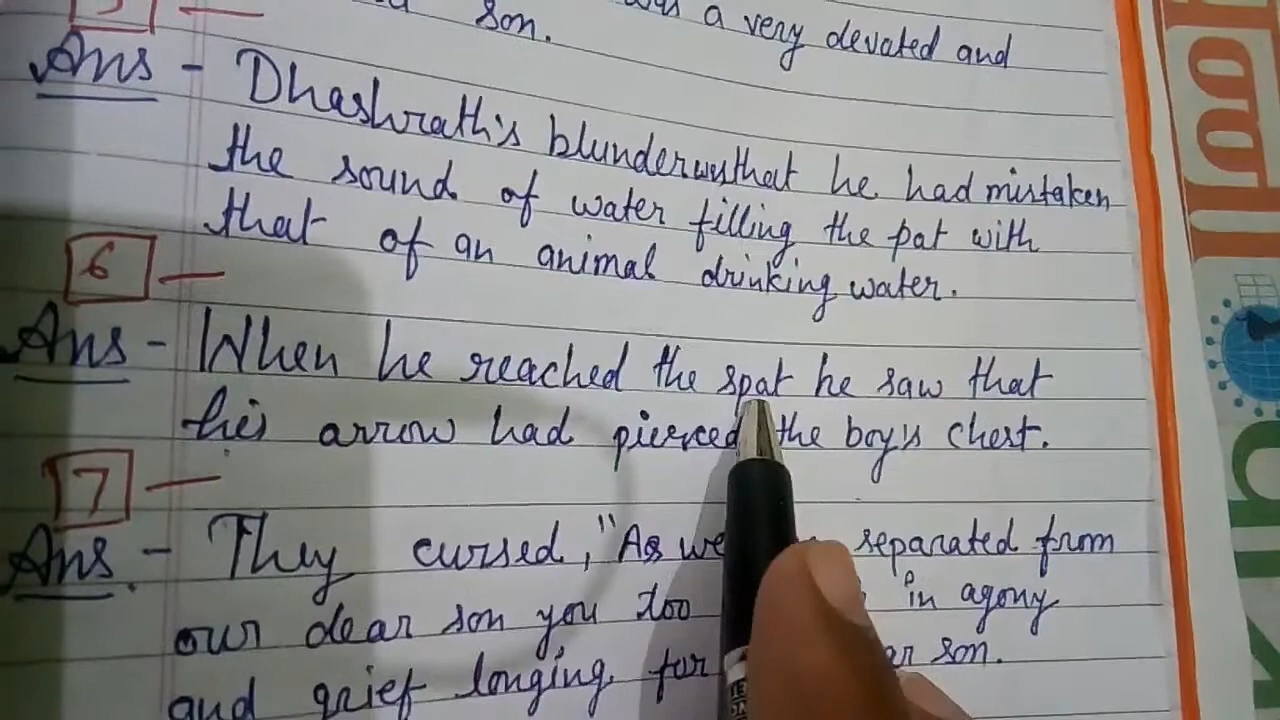 was a very devated and
son.
Ans - Dhashrath's blunderwusthat he had mistaken
the sound of water filling the pat with
that of an animal drinking water.
6 —
Ans - When he reached the spat he saw that
his arrow had pierced the boy's chest.
7 —
Ans - They cursed, "As we separated from
our dear son you too in agony
and grief longing for son.